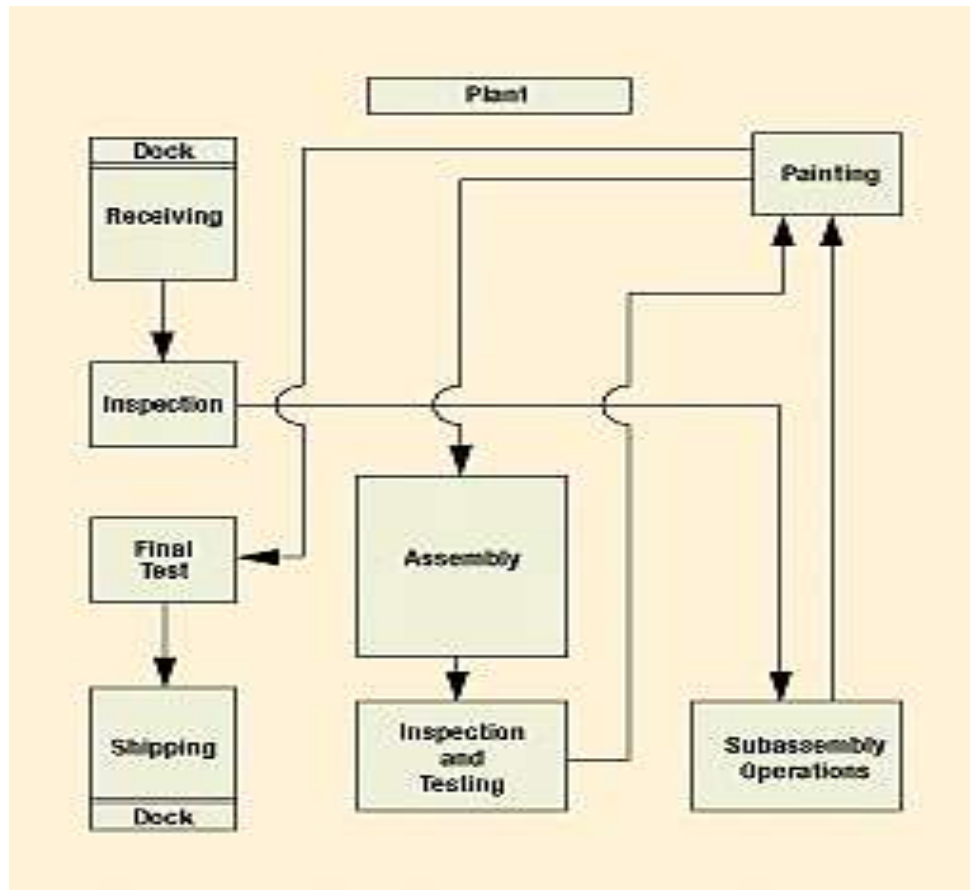 Plant
Dock
Receiving
Painting
Inspection
Final
Test
Assembly
Shipping
Dock
Inspection
and
Testing
Subassembly
Operations